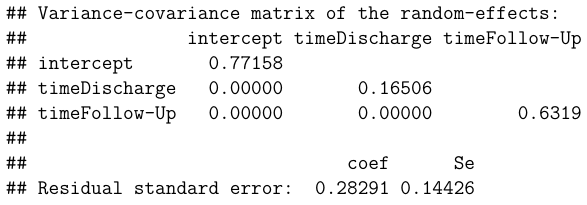 ## Variance-covariance matrix of the random-effects:
##               intercept timeDischarge timeFollow-Up
## intercept       0.77158
## timeDischarge   0.00000       0.16506
## timeFollow-Up   0.00000       0.00000        0.6319
##
##                              coef      Se
## Residual standard error:  0.28291 0.14426